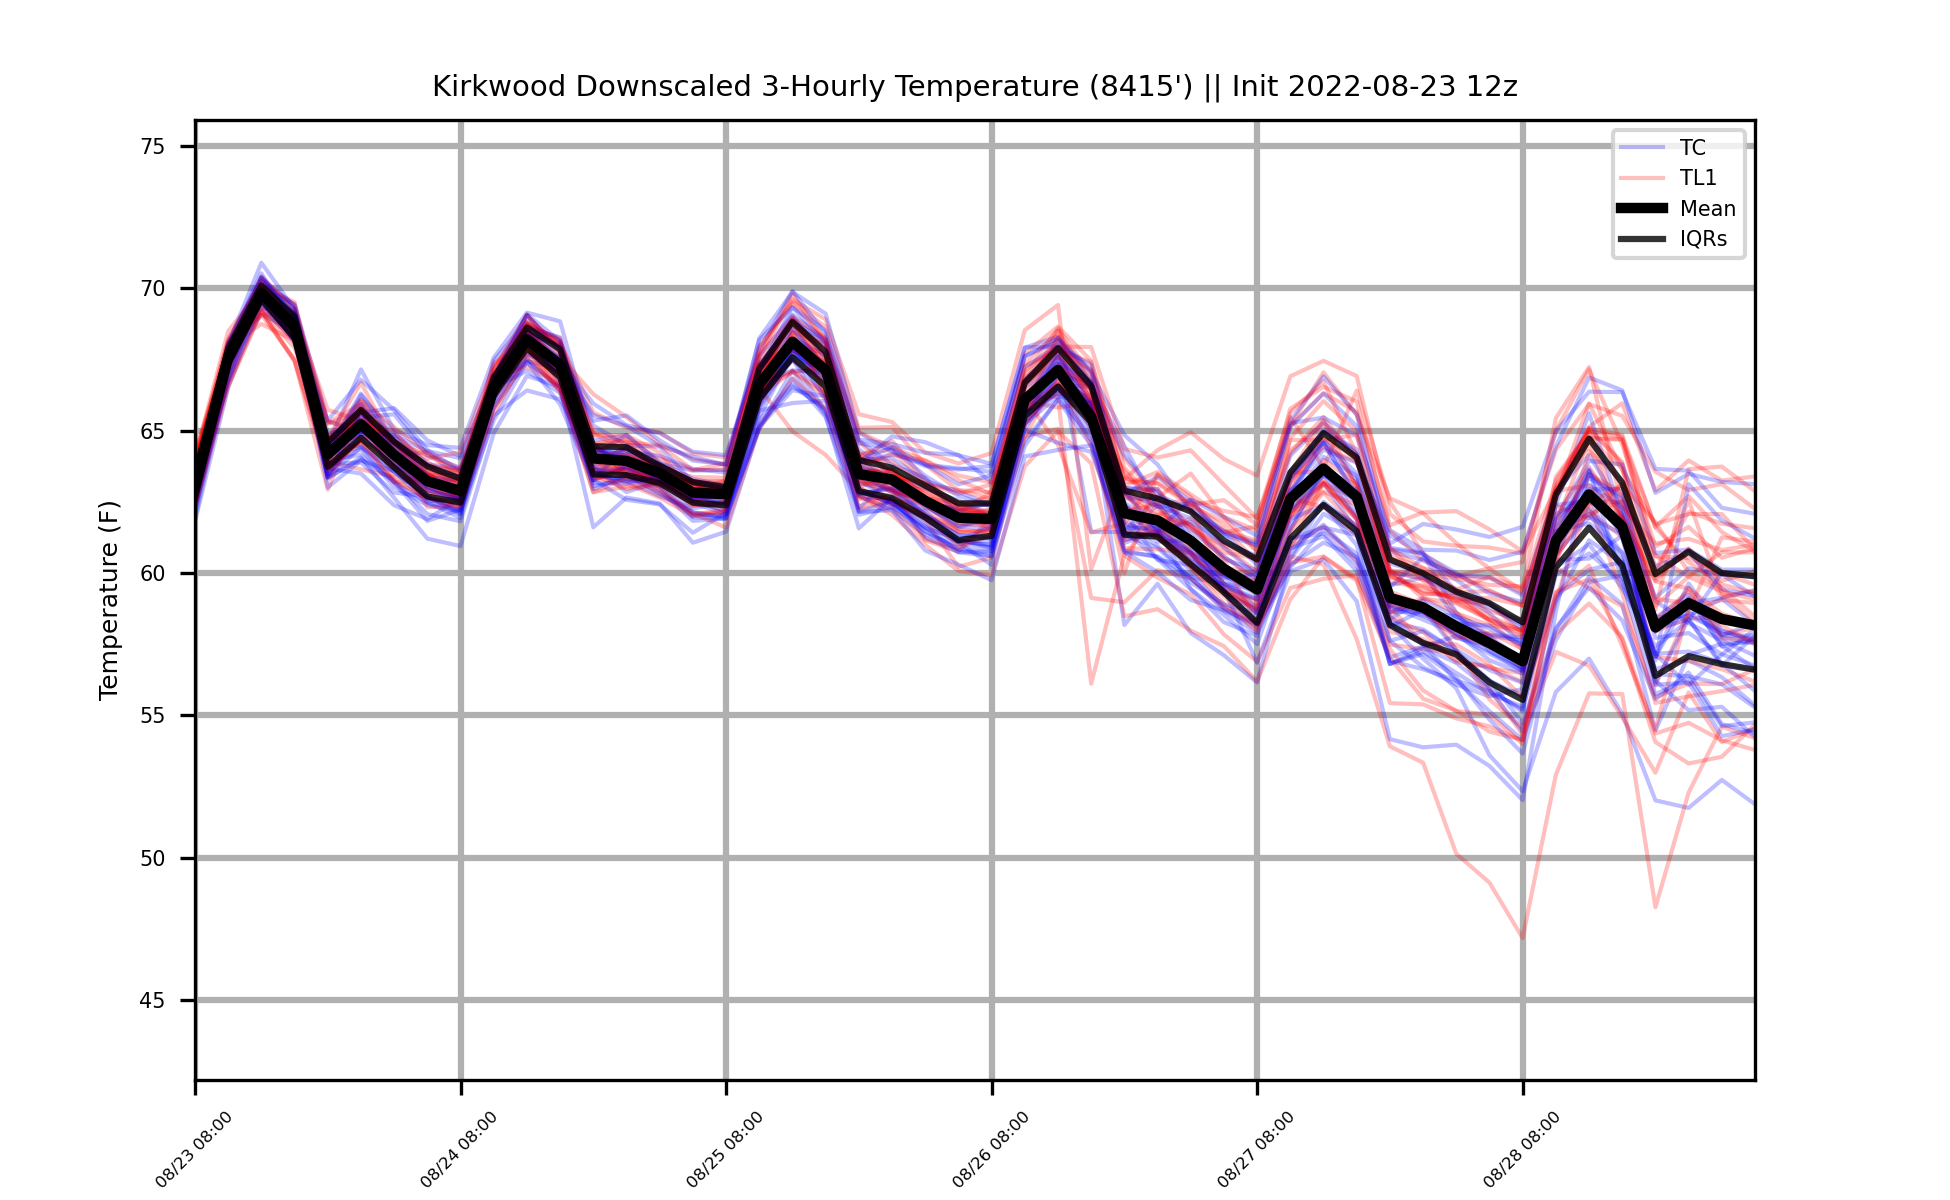 Kirkwood Downscaled 3-Hourly Temperature (8415') || Init 2022-08-23 12z
TC
TL1
Mean
IQRs
Temperature (F)
75
70
65
60
55
50
45
08/23 08:00
08/24 08:00
08/25 08:00
08/26 08:00
08/27 08:00
08/28 08:00